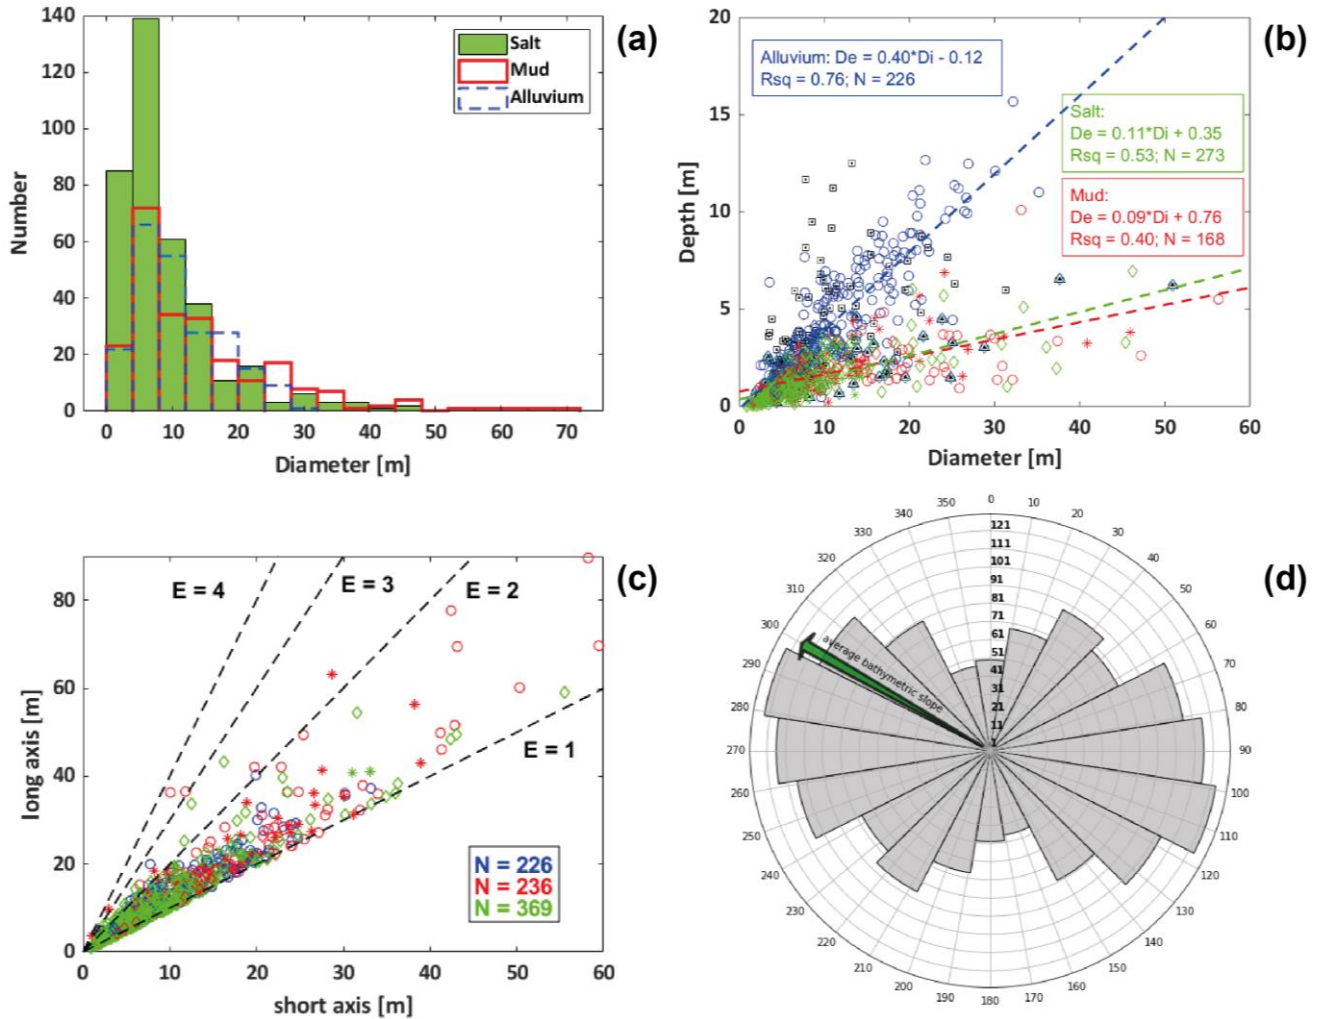 (a)
Number
140
120
100
80
60
40
20
0
Salt
Mud
Alluvium
0 10 20 30 40 50 60 70
Diameter [m]
(b)
Depth [m]
20
15
10
5
0
Alluvium: De = 0.40*Di - 0.12
Rsq = 0.76; N = 226
Salt:
De = 0.11*Di + 0.35
Rsq = 0.53; N = 273
Mud:
De = 0.09*Di + 0.76
Rsq = 0.40; N = 168
0 10 20 30 40 50 60
Diameter [m]
(c)
long axis [m]
80
60
40
20
0
E = 4
E = 3
E = 2
E = 1
N = 226
N = 236
N = 369
0 10 20 30 40 50 60
short axis [m]
(d)
0
10
20
30
40
50
60
70
80
90
100
110
120
130
140
150
160
170
180
190
200
210
220
230
240
250
260
270
280
290
300
310
320
330
340
350
121
111
101
91
81
71
61
51
41
31
21
11
1
average bathymetric slope